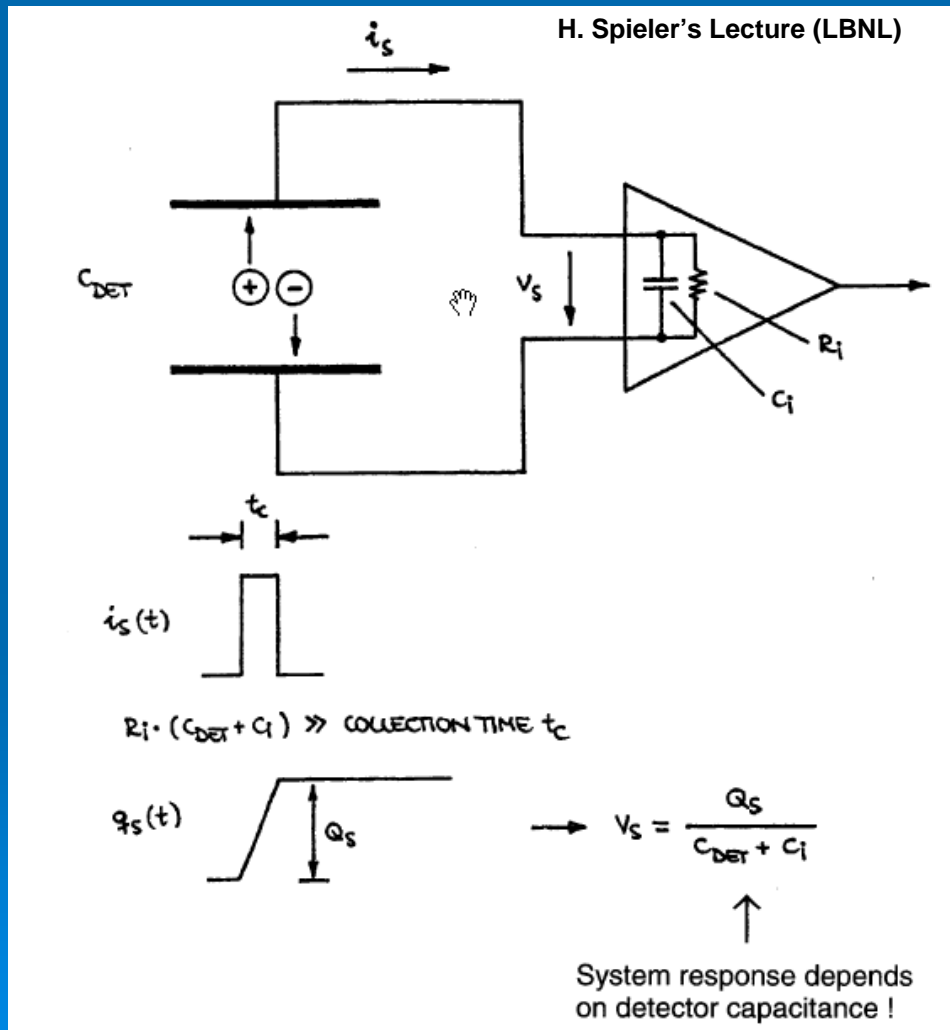 H. Spieler's Lecture (LBNL)
i_s
C_DET
+ −
v_s
R_i
C_i
t_c
i_s(t)
R_i · (C_DET + C_i) ≫ COLLECTION TIME t_c
q_s(t)
Q_s
→ V_s = Q_s / (C_DET + C_i)
System response depends
on detector capacitance !